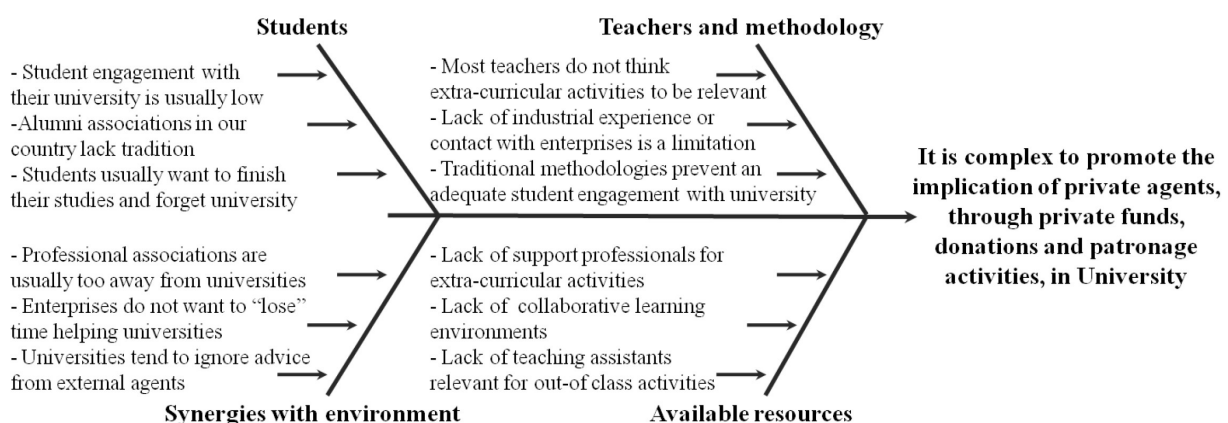 Students
- Student engagement with
their university is usually low
-Alumni associations in our
country lack tradition
- Students usually want to finish
their studies and forget university
Teachers and methodology
- Most teachers do not think
extra-curricular activities to be relevant
- Lack of industrial experience or
contact with enterprises is a limitation
- Traditional methodologies prevent an
adequate student engagement with university
It is complex to promote the
implication of private agents,
through private funds,
donations and patronage
activities, in University
- Professional associations are
usually too away from universities
- Enterprises do not want to “lose”
time helping universities
- Universities tend to ignore advice
from external agents
Synergies with environment
- Lack of support professionals for
extra-curricular activities
- Lack of collaborative learning
environments
- Lack of teaching assistants
relevant for out-of class activities
Available resources